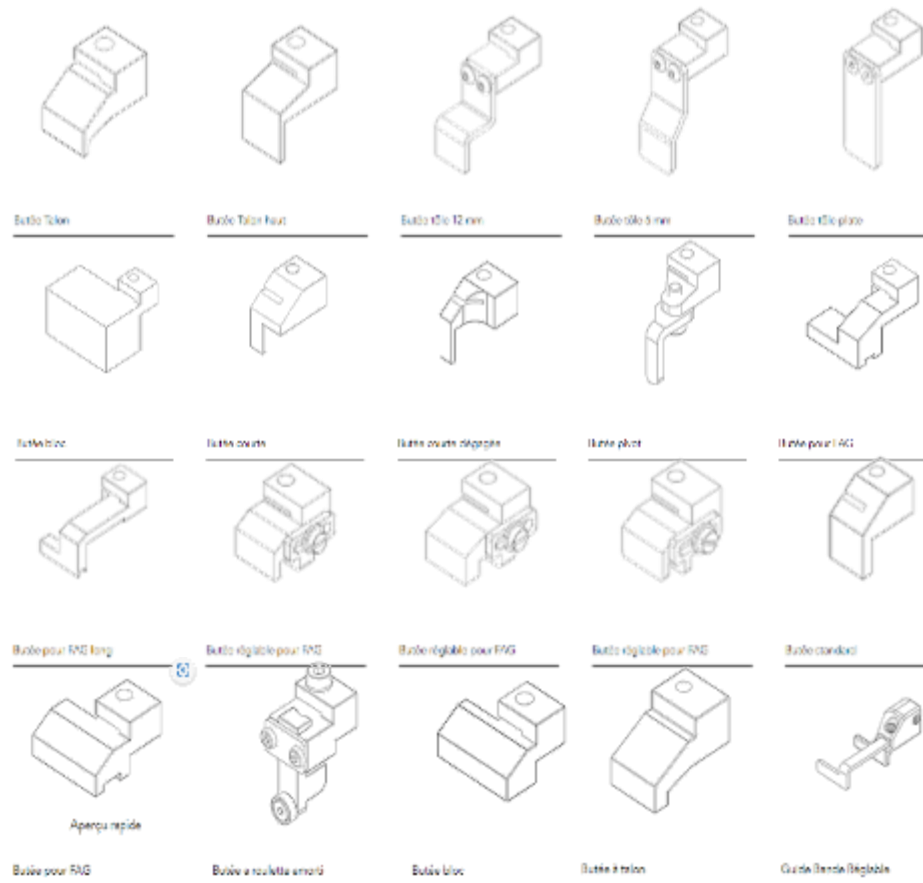 Butée Talon
Butée Talon haut
Butée tôle 12 mm
Butée tôle 6 mm
Butée tôle plate
Butée bloc
Butée courte
Butée courte dégagée
Butée pivot
Butée pour FAG
Butée pour FAG long
Butée réglable pour FAG
Butée réglable pour FAG
Butée réglable pour FAG
Butée standard
Aperçu rapide
Butée pour FAG
Butée a roulette amorti
Butée bloc
Butée à talon
Guide Bande Réglable